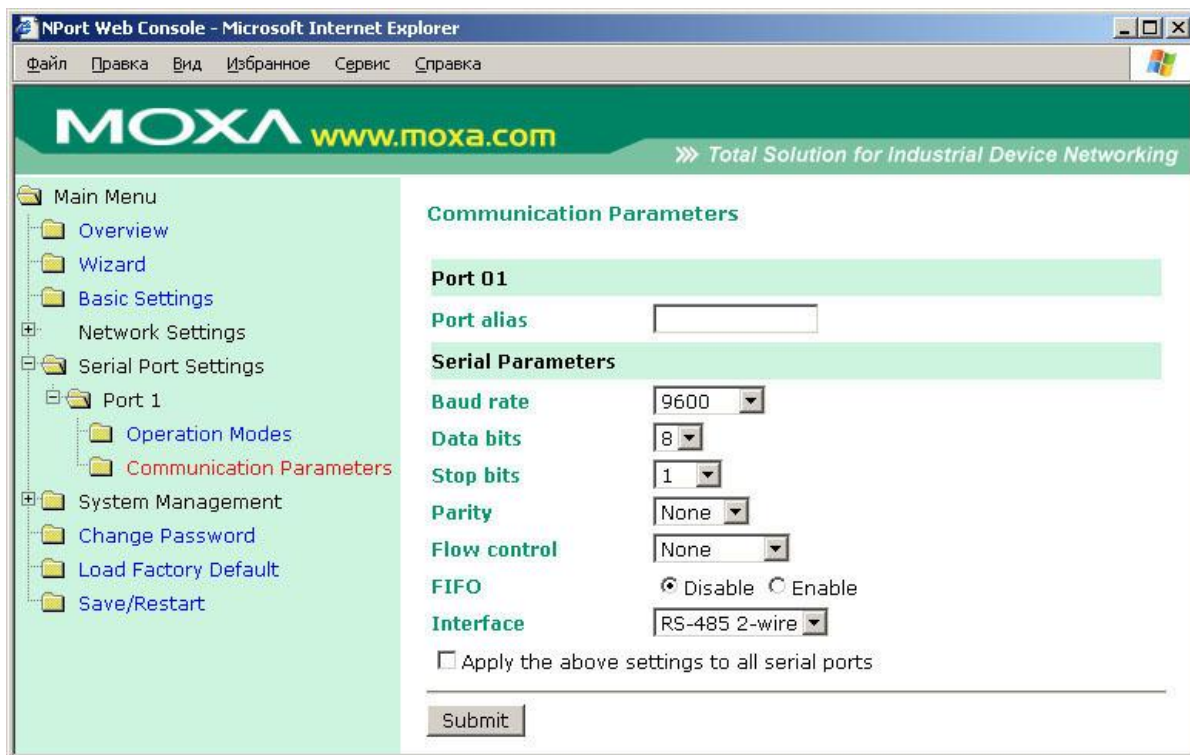 NPort Web Console - Microsoft Internet Explorer
Файл Правка Вид Избранное Сервис Справка
MOXA www.moxa.com
Total Solution for Industrial Device Networking
Main Menu
Overview
Wizard
Basic Settings
Network Settings
Serial Port Settings
Port 1
Operation Modes
Communication Parameters
System Management
Change Password
Load Factory Default
Save/Restart
Communication Parameters
Port 01
Port alias
Serial Parameters
Baud rate 9600
Data bits 8
Stop bits 1
Parity None
Flow control None
FIFO Disable Enable
Interface RS-485 2-wire
Apply the above settings to all serial ports
Submit